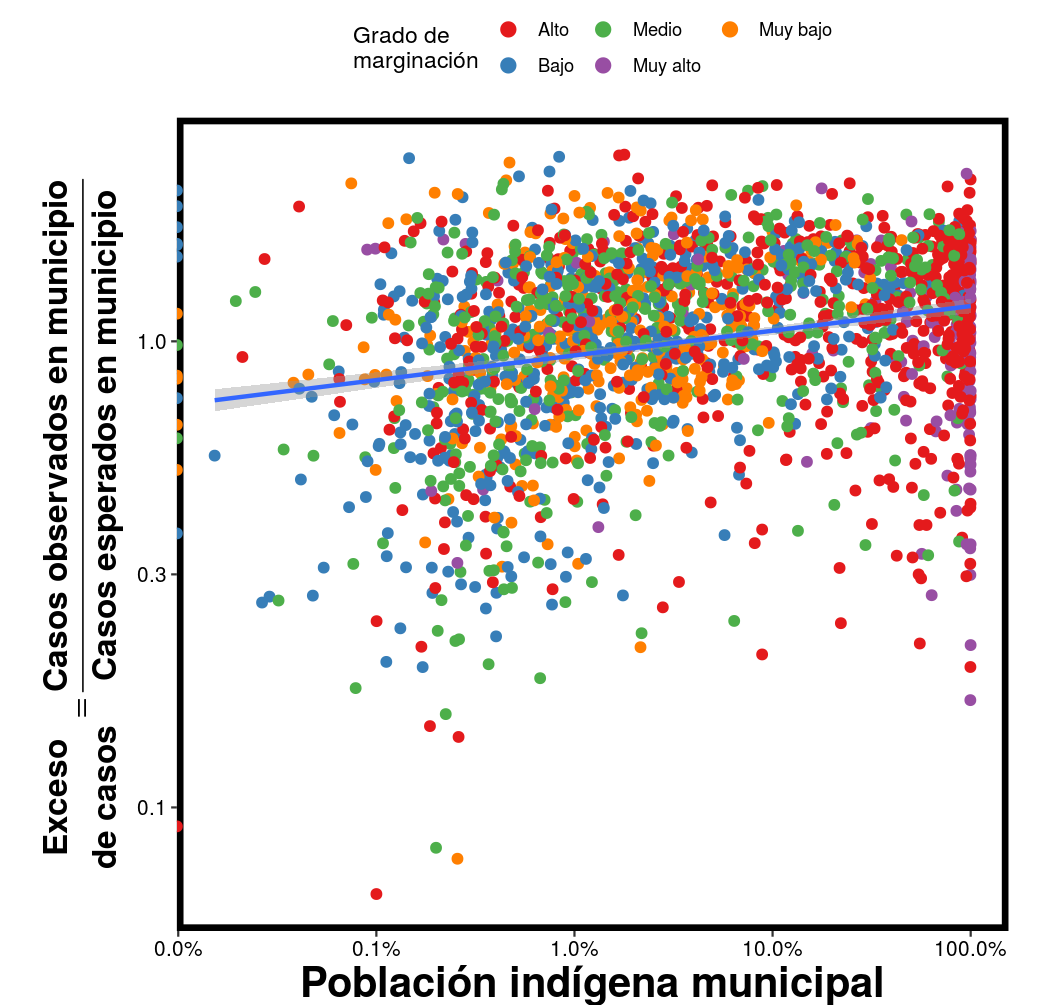 Grado de
marginación
Alto
Medio
Muy bajo
Bajo
Muy alto
Exceso
de casos
=
Casos observados en municipio
Casos esperados en municipio
1.0
0.3
0.1
0.0%
0.1%
1.0%
10.0%
100.0%
Población indígena municipal